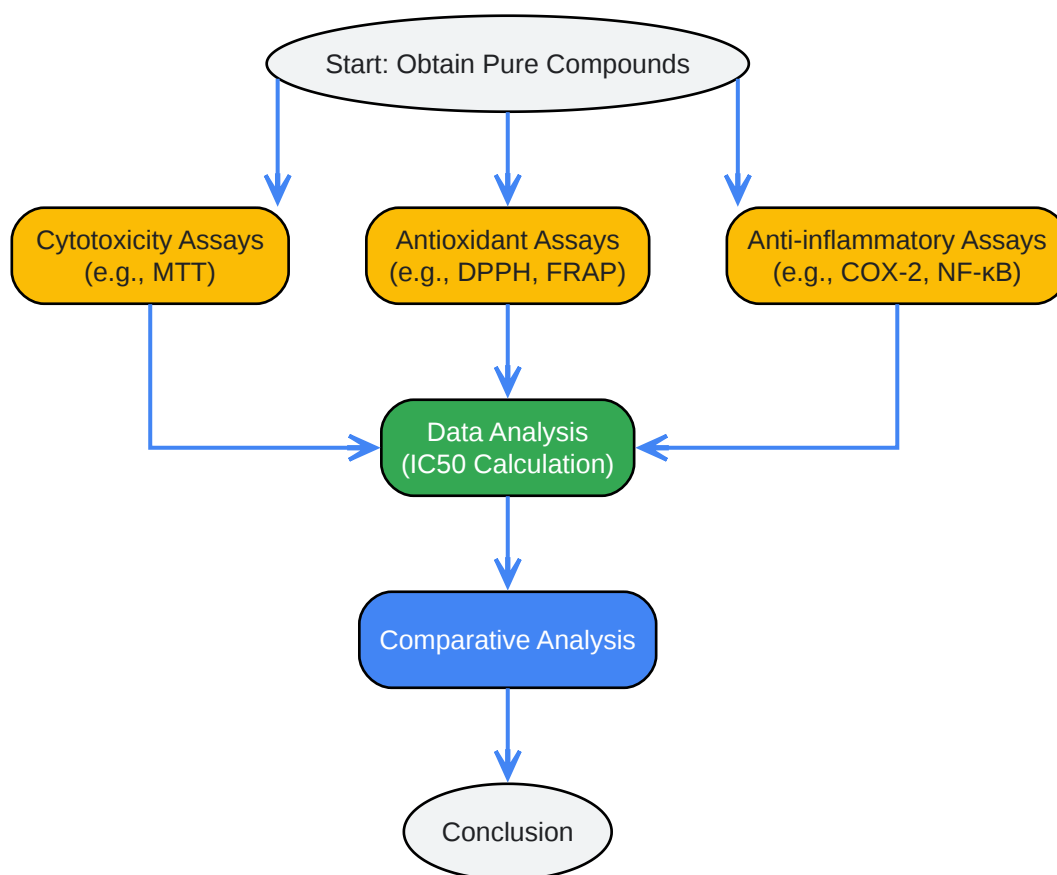 Start: Obtain Pure Compounds
Cytotoxicity Assays
(e.g., MTT)
Antioxidant Assays
(e.g., DPPH, FRAP)
Anti-inflammatory Assays
(e.g., COX-2, NF-κB)
Data Analysis
(IC50 Calculation)
Comparative Analysis
Conclusion